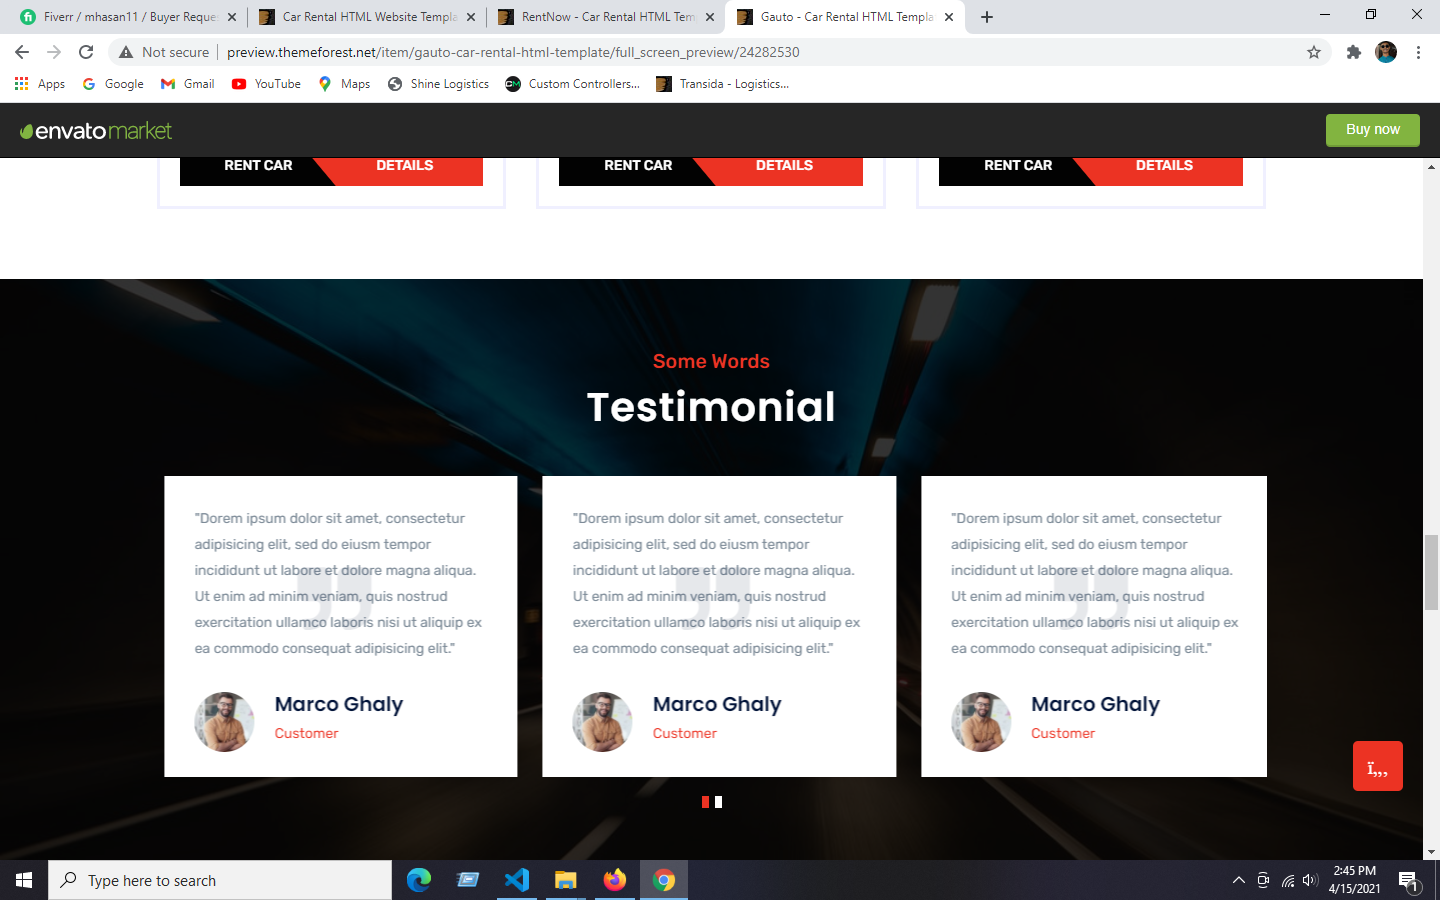 Fiverr / mhasan11 / Buyer Reque
Car Rental HTML Website Templa
RentNow - Car Rental HTML Tem
Gauto - Car Rental HTML Templa
Not secure
preview.themeforest.net/item/gauto-car-rental-html-template/full_screen_preview/24282530
Apps
Google
Gmail
YouTube
Maps
Shine Logistics
Custom Controllers...
Transida - Logistics...
envato market
Buy now
RENT CAR DETAILS
RENT CAR DETAILS
RENT CAR DETAILS
Some Words
Testimonial
"Dorem ipsum dolor sit amet, consectetur
adipisicing elit, sed do eiusm tempor
incididunt ut labore et dolore magna aliqua.
Ut enim ad minim veniam, quis nostrud
exercitation ullamco laboris nisi ut aliquip ex
ea commodo consequat adipisicing elit."
Marco Ghaly
Customer
"Dorem ipsum dolor sit amet, consectetur
adipisicing elit, sed do eiusm tempor
incididunt ut labore et dolore magna aliqua.
Ut enim ad minim veniam, quis nostrud
exercitation ullamco laboris nisi ut aliquip ex
ea commodo consequat adipisicing elit."
Marco Ghaly
Customer
"Dorem ipsum dolor sit amet, consectetur
adipisicing elit, sed do eiusm tempor
incididunt ut labore et dolore magna aliqua.
Ut enim ad minim veniam, quis nostrud
exercitation ullamco laboris nisi ut aliquip ex
ea commodo consequat adipisicing elit."
Marco Ghaly
Customer
ï„,
Type here to search
2:45 PM
4/15/2021
1